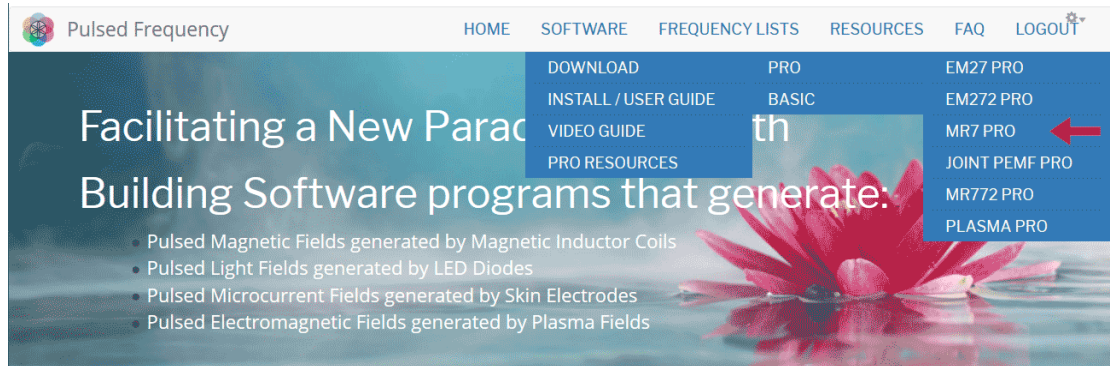 Pulsed Frequency
HOME SOFTWARE FREQUENCY LISTS RESOURCES FAQ LOGOUT
DOWNLOAD PRO EM27 PRO
INSTALL / USER GUIDE BASIC EM272 PRO
VIDEO GUIDE MR7 PRO
PRO RESOURCES JOINT PEMF PRO
MR772 PRO
PLASMA PRO
Facilitating a New Parad th
Building Software programs that generate:
Pulsed Magnetic Fields generated by Magnetic Inductor Coils
Pulsed Light Fields generated by LED Diodes
Pulsed Microcurrent Fields generated by Skin Electrodes
Pulsed Electromagnetic Fields generated by Plasma Fields